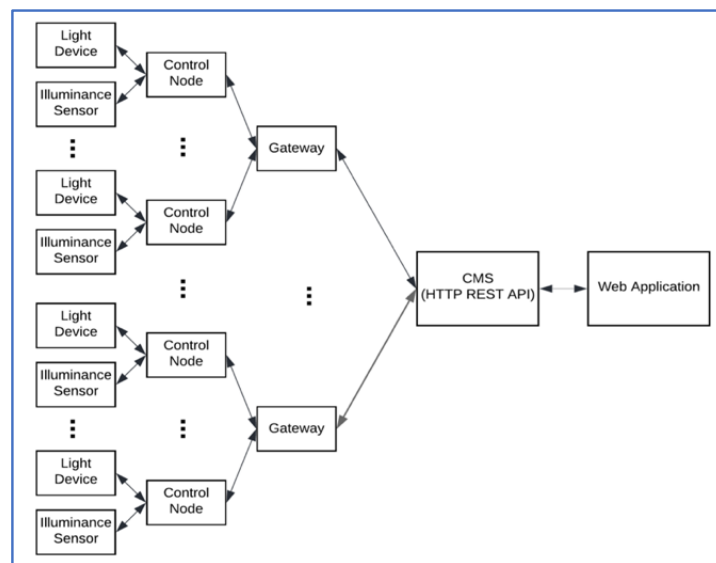 Light
Device
Illuminance
Sensor
Control
Node
Light
Device
Illuminance
Sensor
Control
Node
Gateway
Light
Device
Illuminance
Sensor
Control
Node
Light
Device
Illuminance
Sensor
Control
Node
Gateway
CMS
(HTTP REST API)
Web Application